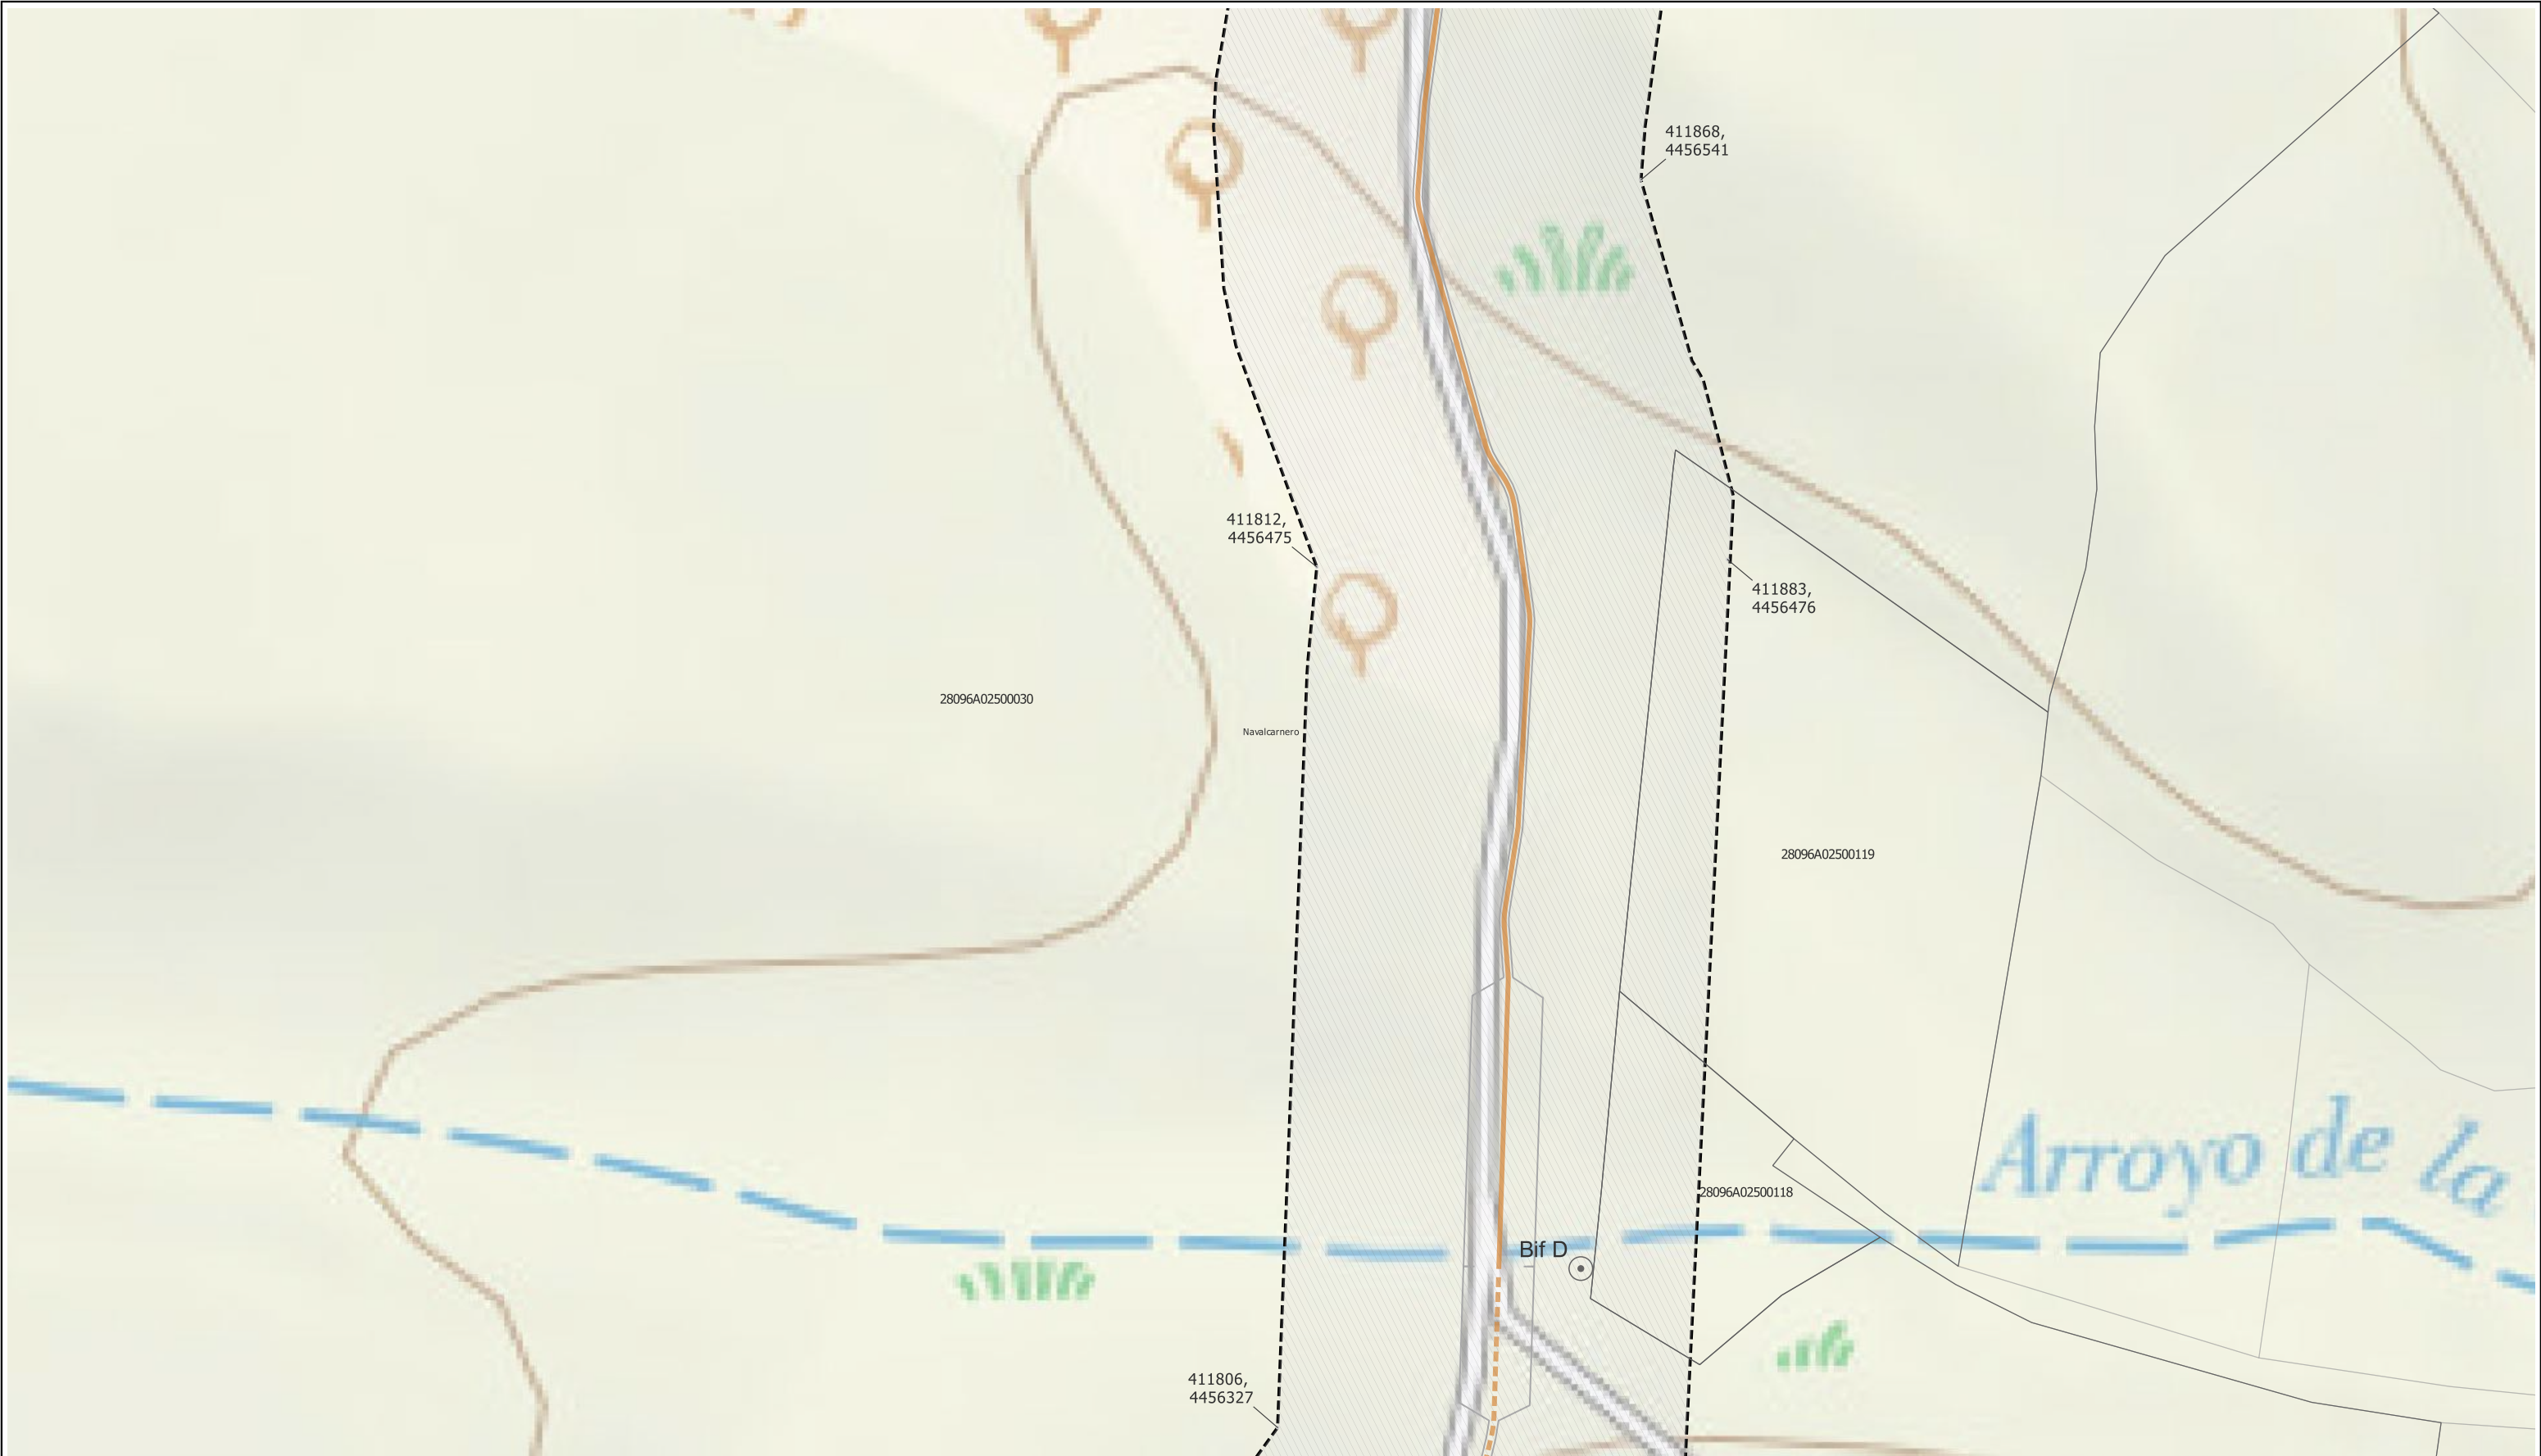 411868,
4456541
411812,
4456475
411883,
4456476
28096A02500030
Navalcarnero
28096A02500119
Arroyo de la
28096A02500118
Bif D
411806,
4456327